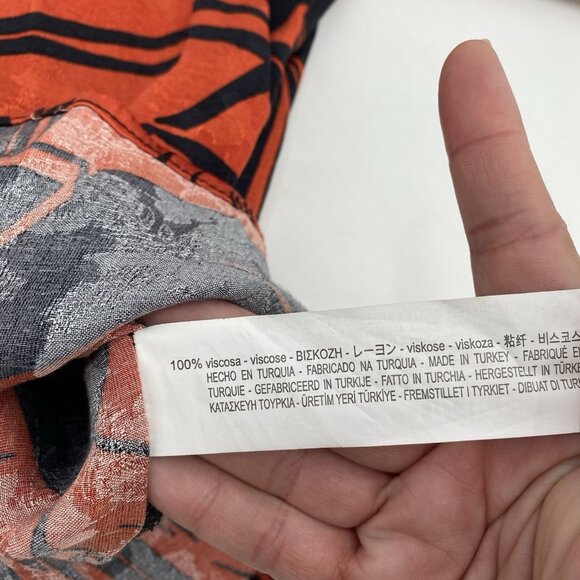 100% viscosa - viscose - ΒΙΣΚΟΖΗ - レーヨン - viskose - viskoza - 粘纤 - 비스코스
HECHO EN TURQUIA - FABRICADO NA TURQUIA - MADE IN TURKEY - FABRIQUÉ EN
TURQUIE - GEFABRICEERD IN TURKIJE - FATTO IN TURCHIA - HERGESTELLT IN TÜRKE
ΚΑΤΑΣΚΕΥΗ ΤΟΥΡΚΙΑ - ÜRETİM YERİ TÜRKİYE - FREMSTILLET I TYRKIET - DIBUAT DI TUR